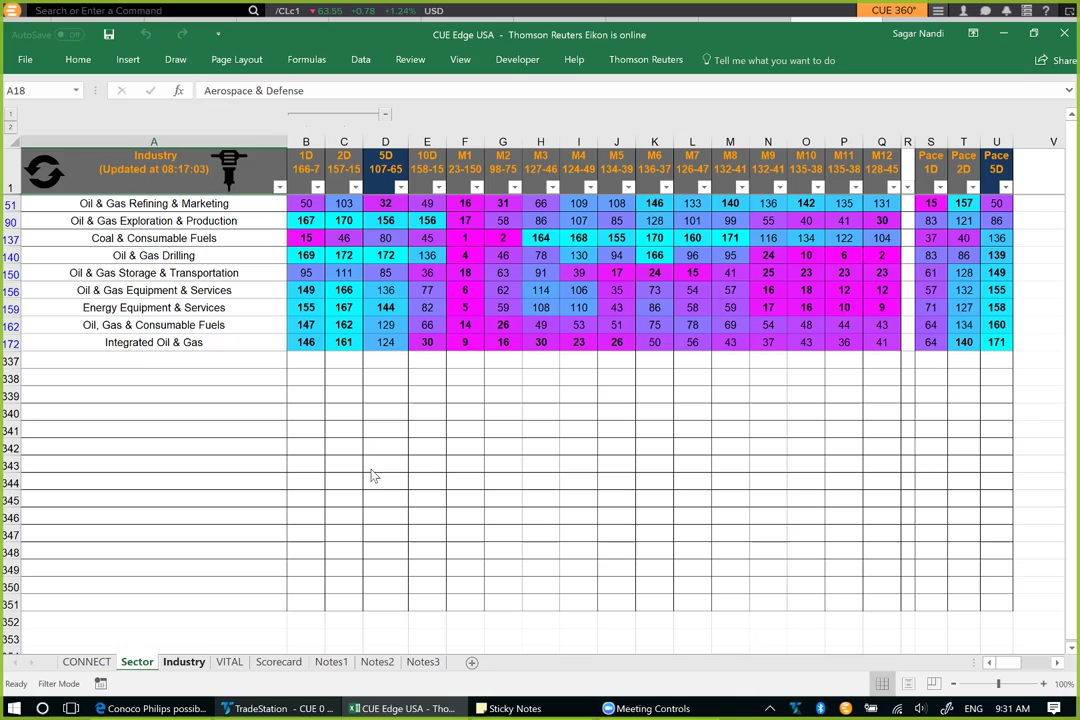 Search or Enter a Command /CLc1 ▼ 63.55 +0.78 +1.24% USD CUE 360°
AutoSave Off CUE Edge USA - Thomson Reuters Eikon is online Sagar Nandi
File Home Insert Draw Page Layout Formulas Data Review View Developer Help Thomson Reuters Tell me what you want to do Share
A18 fx Aerospace & Defense
1
2
A B C D E F G H I J K L M N O P Q R S T U V
Industry 1D 2D 5D 10D M1 M2 M3 M4 M5 M6 M7 M8 M9 M10 M11 M12 Pace Pace Pace
(Updated at 08:17:03) 166-7 157-15 107-65 158-15 23-150 98-75 127-46 124-49 134-39 136-37 126-47 132-41 132-41 135-38 135-38 128-45 1D 2D 5D
1
51 Oil & Gas Refining & Marketing 50 103 32 49 16 31 66 109 108 146 133 140 136 142 135 131 15 157 50
90 Oil & Gas Exploration & Production 167 170 156 156 17 58 86 107 85 128 101 99 55 40 41 30 83 121 86
137 Coal & Consumable Fuels 15 46 80 45 1 2 164 168 155 170 160 171 116 134 122 104 37 40 136
140 Oil & Gas Drilling 169 172 172 136 4 46 78 130 94 166 96 95 24 10 6 2 83 86 139
150 Oil & Gas Storage & Transportation 95 111 85 36 18 63 91 39 17 24 15 41 25 23 23 23 61 128 149
156 Oil & Gas Equipment & Services 149 166 136 77 6 62 114 106 35 73 54 57 16 18 12 12 57 132 155
159 Energy Equipment & Services 155 167 144 82 5 59 108 110 43 86 58 59 17 16 10 9 71 127 158
162 Oil, Gas & Consumable Fuels 147 162 129 66 14 26 49 53 51 75 78 69 54 48 44 43 64 134 160
172 Integrated Oil & Gas 146 161 124 30 9 16 30 23 26 50 56 43 37 43 36 41 64 140 171
337
338
339
340
341
342
343
344
345
346
347
348
349
350
351
352
353
CONNECT Sector Industry VITAL Scorecard Notes1 Notes2 Notes3
Ready Filter Mode 100%
Conoco Philips possib... TradeStation - CUE 0 ... CUE Edge USA - Tho... Sticky Notes Meeting Controls ENG 9:31 AM